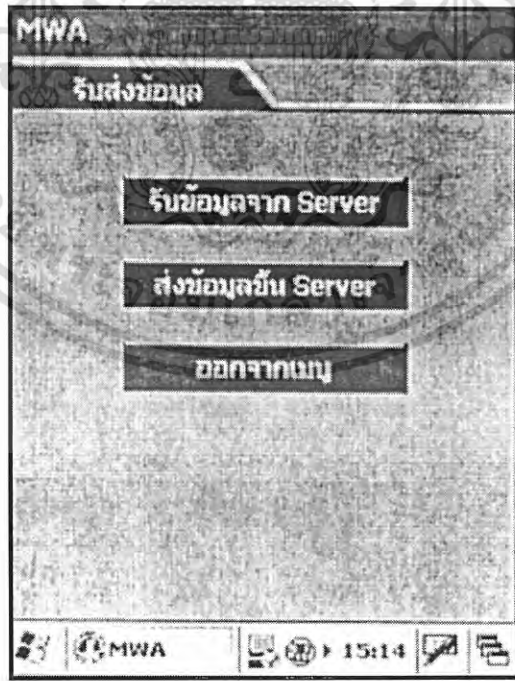 MWA
รับส่งข้อมูล
รับข้อมูลจาก Server
ส่งข้อมูลขึ้น Server
ออกจากเมนู
MWA 15:14